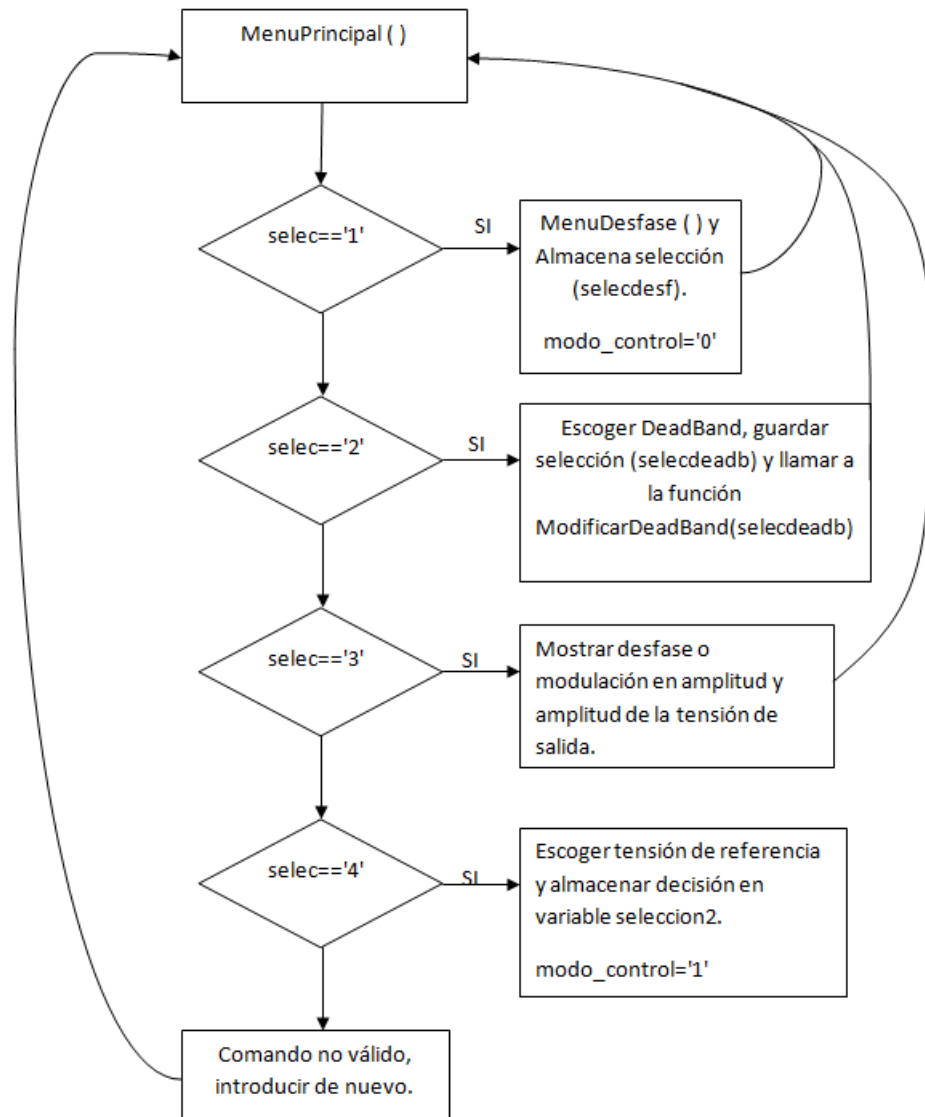 MenuPrincipal ( )
selec=='1'
SI
MenuDesfase ( ) y
Almacena selección
(selecdesf).
modo_control='0'
selec=='2'
SI
Escoger DeadBand, guardar
selección (selecdeadb) y llamar a
la función
ModificarDeadBand(selecdeadb)
selec=='3'
SI
Mostrar desfase o
modulación en amplitud y
amplitud de la tensión de
salida.
selec=='4'
SI
Escoger tensión de referencia
y almacenar decisión en
variable seleccion2.
modo_control='1'
Comando no válido,
introducir de nuevo.